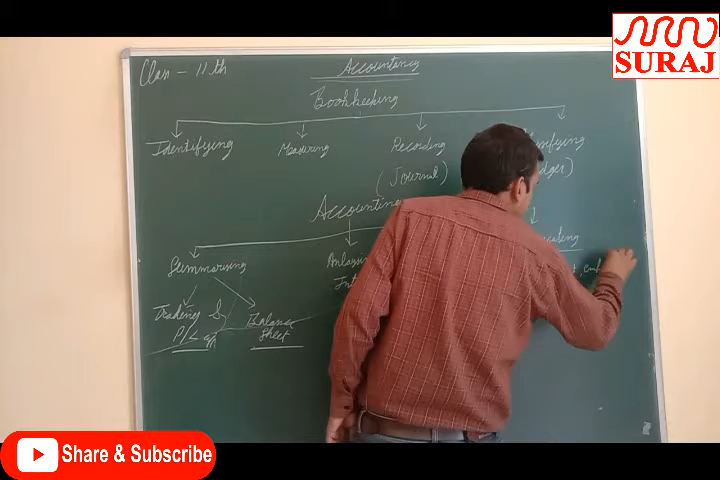 SURAJ
Class - 11th
Accountancy
Bookkeeping
Identifying Measuring Recording
(Journal)
Accounting
Summarising
Trading &
P/L a/c
Balance
Sheet
Share & Subscribe